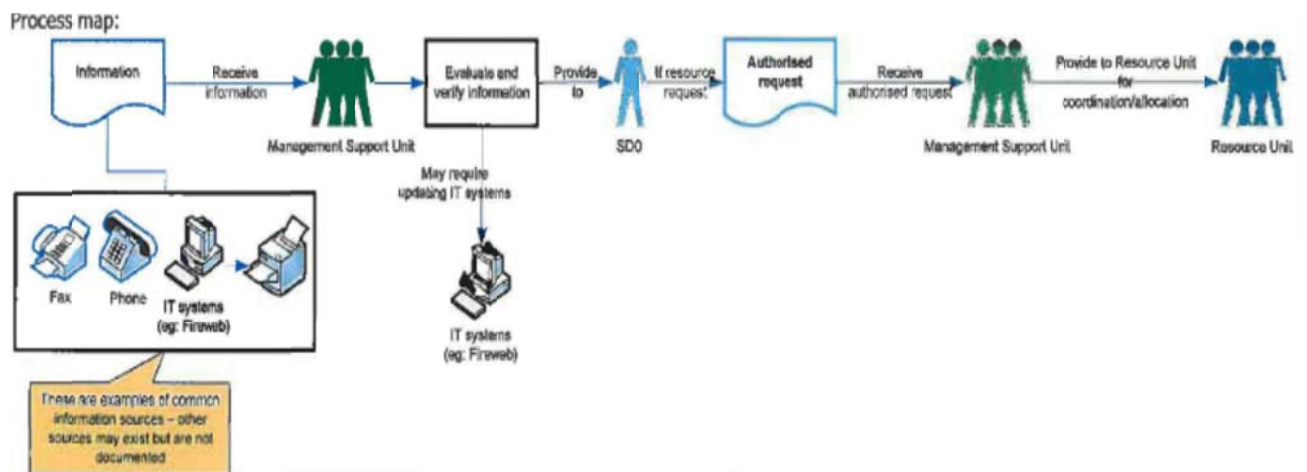 Process map:
Information
Receive
information
Management Support Unit
Evaluate and
verify information
Provide
to
SDO
If resource
request
Authorised
request
Receive
authorised request
Management Support Unit
Provide to Resource Unit
for
coordination/allocation
Resource Unit
May require
updating IT systems
Fax
Phone
IT systems
(eg: Fireweb)
IT systems
(eg: Fireweb)
These are examples of common
information sources – other
sources may exist but are not
documented